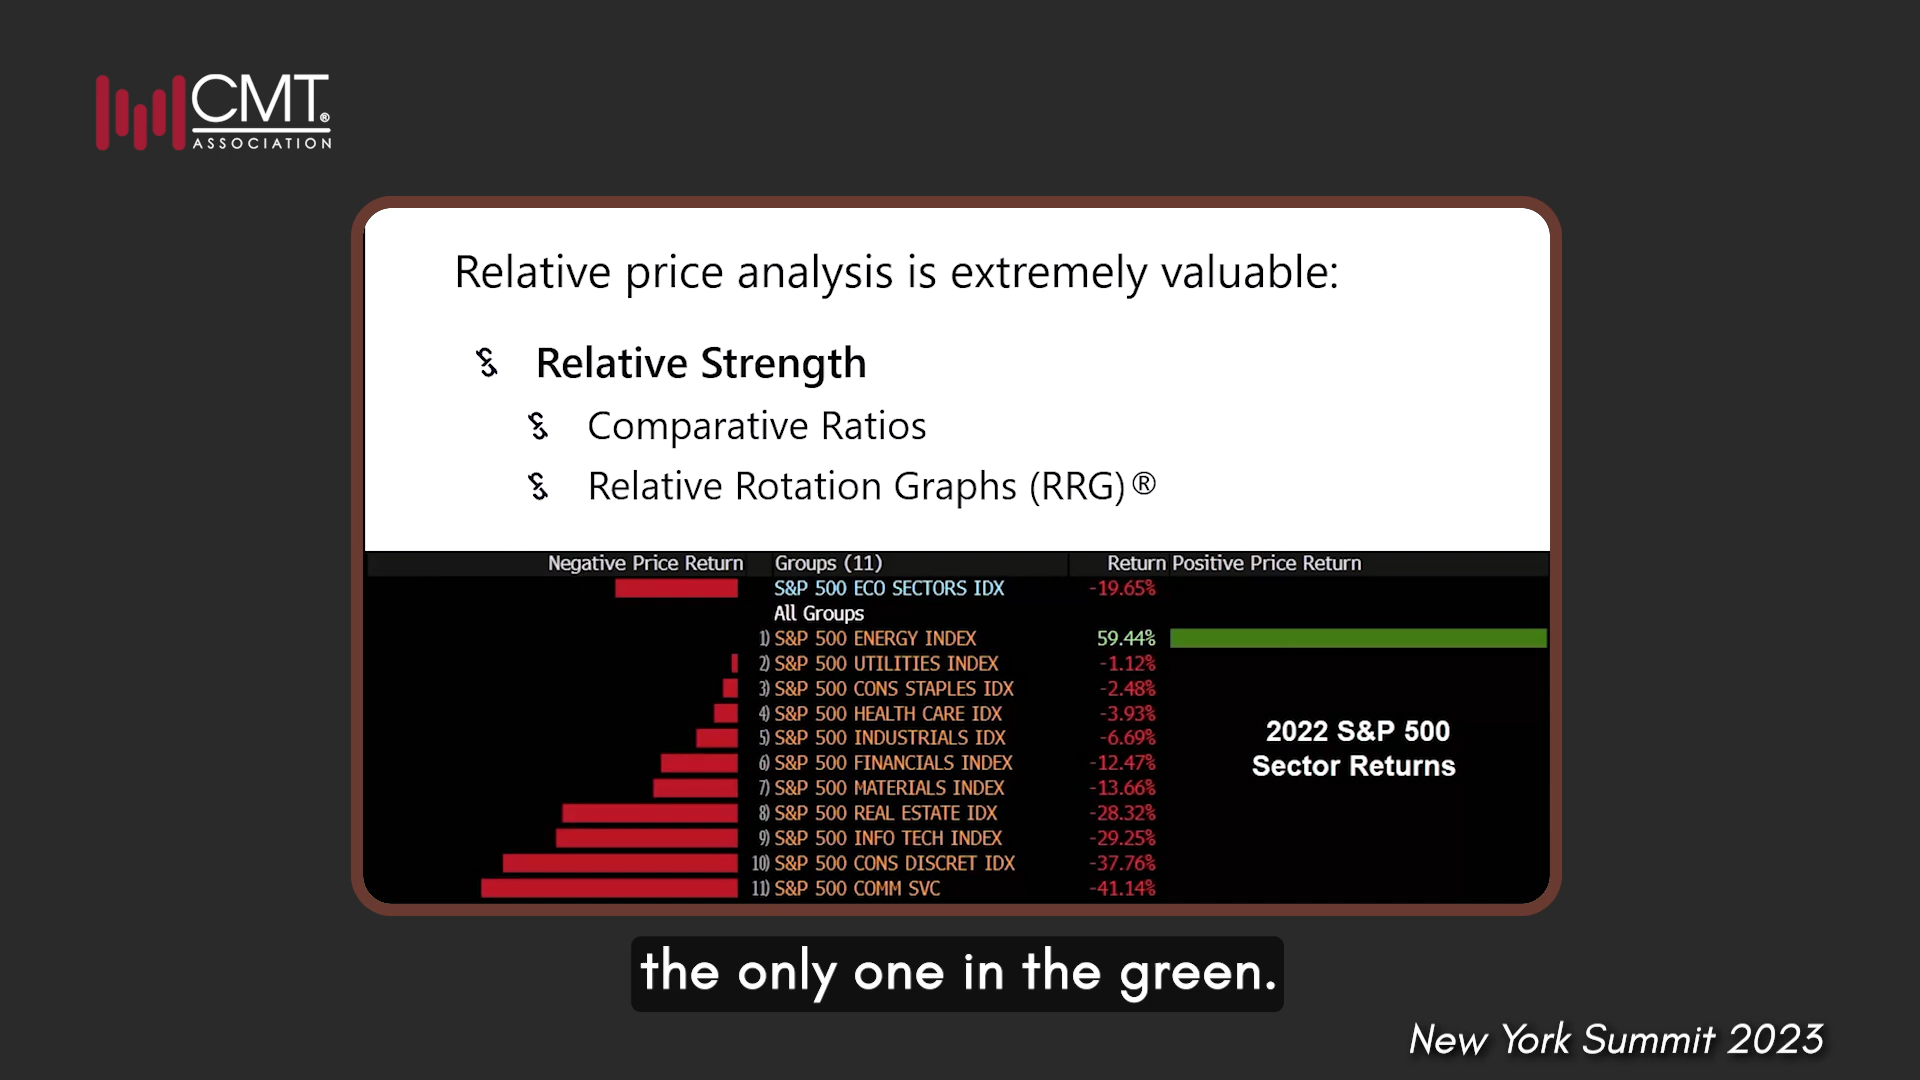 CMT®
ASSOCIATION
Relative price analysis is extremely valuable:
Relative Strength
Comparative Ratios
Relative Rotation Graphs (RRG)®
Negative Price Return Groups (11) Return Positive Price Return
S&P 500 ECO SECTORS IDX -19.65%
All Groups
1) S&P 500 ENERGY INDEX 59.44%
2) S&P 500 UTILITIES INDEX -1.12%
3) S&P 500 CONS STAPLES IDX -2.48%
4) S&P 500 HEALTH CARE IDX -3.93%
5) S&P 500 INDUSTRIALS IDX -6.69%
6) S&P 500 FINANCIALS INDEX -12.47%
7) S&P 500 MATERIALS INDEX -13.66%
8) S&P 500 REAL ESTATE IDX -28.32%
9) S&P 500 INFO TECH INDEX -29.25%
10) S&P 500 CONS DISCRET IDX -37.76%
11) S&P 500 COMM SVC -41.14%
2022 S&P 500
Sector Returns
the only one in the green.
New York Summit 2023